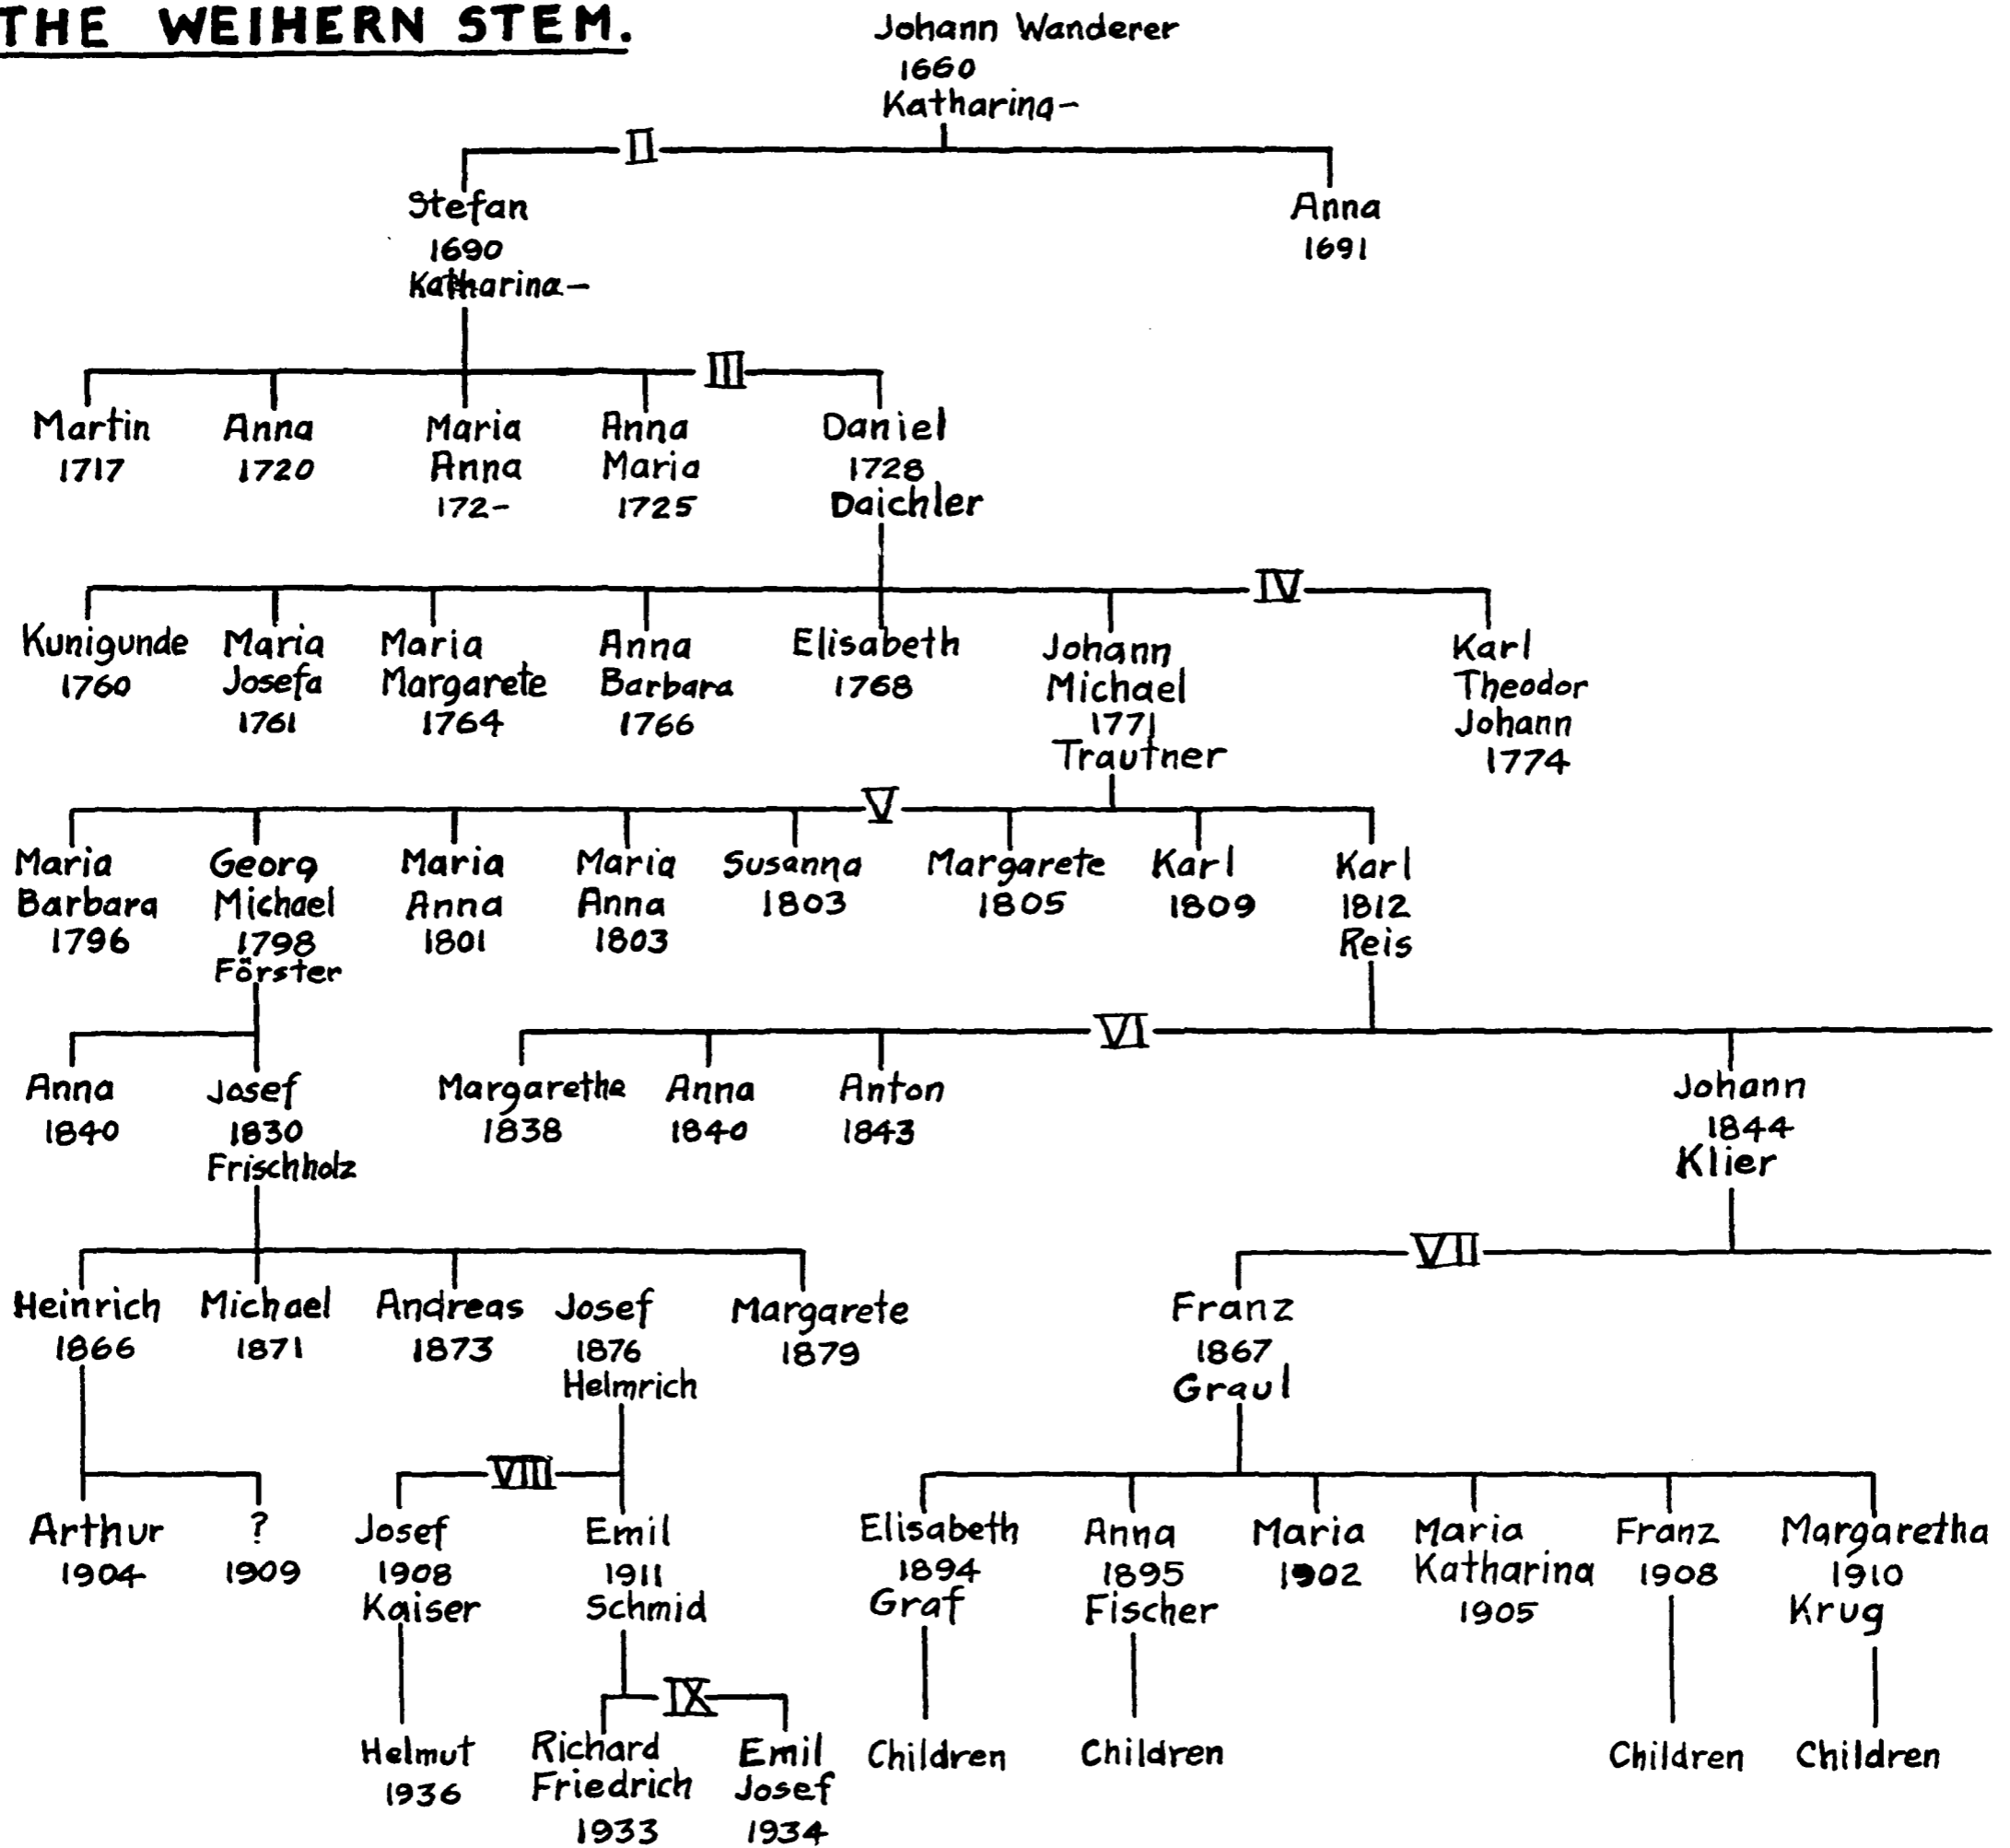 THE WEIHERN STEM.
Johann Wanderer
1660
Katharina-
II
Stefan
1690
Katharina-
Anna
1691
III
Martin
1717
Anna
1720
Maria
Anna
172-
Anna
Maria
1725
Daniel
1728
Daichler
IV
Kunigunde
1760
Maria
Josefa
1761
Maria
Margarete
1764
Anna
Barbara
1766
Elisabeth
1768
Johann
Michael
1771
Trautner
Karl
Theodor
Johann
1774
V
Maria
Barbara
1796
Georg
Michael
1798
Förster
Maria
Anna
1801
Maria
Anna
1803
Susanna
1803
Margarete
1805
Karl
1809
Karl
1812
Reis
VI
Anna
1840
Josef
1830
Frischholz
Margarethe
1838
Anna
1840
Anton
1843
Johann
1844
Klier
VII
Heinrich
1866
Michael
1871
Andreas
1873
Josef
1876
Helmrich
Margarete
1879
Franz
1867
Graul
VIII
Arthur
1904
?
1909
Josef
1908
Kaiser
Emil
1911
Schmid
Elisabeth
1894
Graf
Anna
1895
Fischer
Maria
1902
Maria
Katharina
1905
Franz
1908
Margaretha
1910
Krug
IX
Helmut
1936
Richard
Friedrich
1933
Emil
Josef
1934
Children
Children
Children
Children